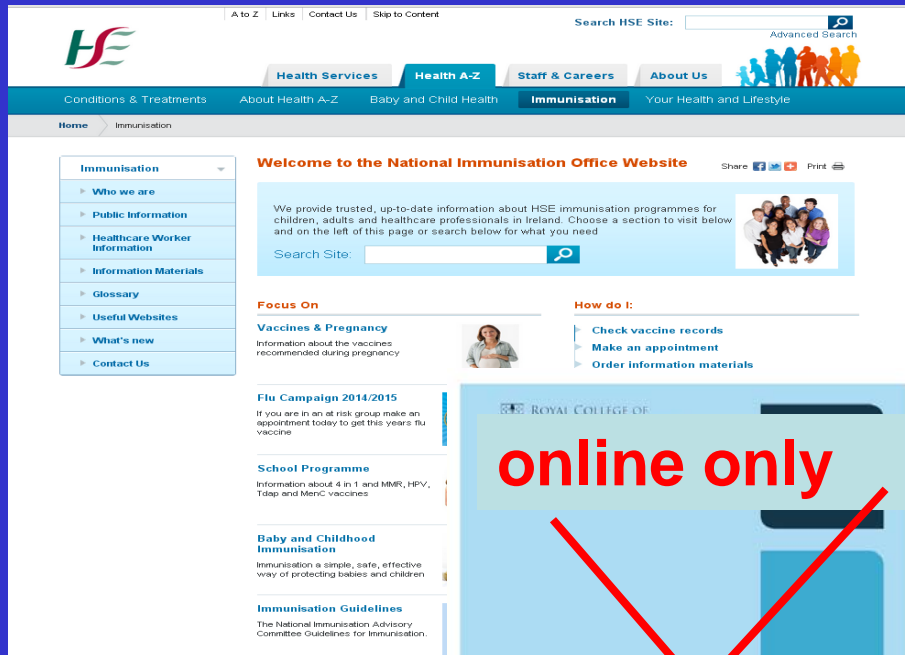 A to Z Links Contact Us Skip to Content
Search HSE Site:
Advanced Search
HSE
Health Services Health A-Z Staff & Careers About Us
Conditions & Treatments About Health A-Z Baby and Child Health Immunisation Your Health and Lifestyle
Home Immunisation
Immunisation
Who we are
Public Information
Healthcare Worker
Information
Information Materials
Glossary
Useful Websites
What's new
Contact Us
Welcome to the National Immunisation Office Website
Share Print
We provide trusted, up-to-date information about HSE immunisation programmes for
children, adults and healthcare professionals in Ireland. Choose a section to visit below
and on the left of this page or search below for what you need
Search Site:
Focus On
Vaccines & Pregnancy
Information about the vaccines
recommended during pregnancy
Flu Campaign 2014/2015
If you are in an at risk group make an
appointment today to get this years flu
vaccine
School Programme
Information about 4 in 1 and MMR, HPV,
Tdap and MenC vaccines
Baby and Childhood
Immunisation
Immunisation a simple, safe, effective
way of protecting babies and children
Immunisation Guidelines
The National Immunisation Advisory
Committee Guidelines for Immunisation.
How do I:
Check vaccine records
Make an appointment
Order information materials
ROYAL COLLEGE OF
online only